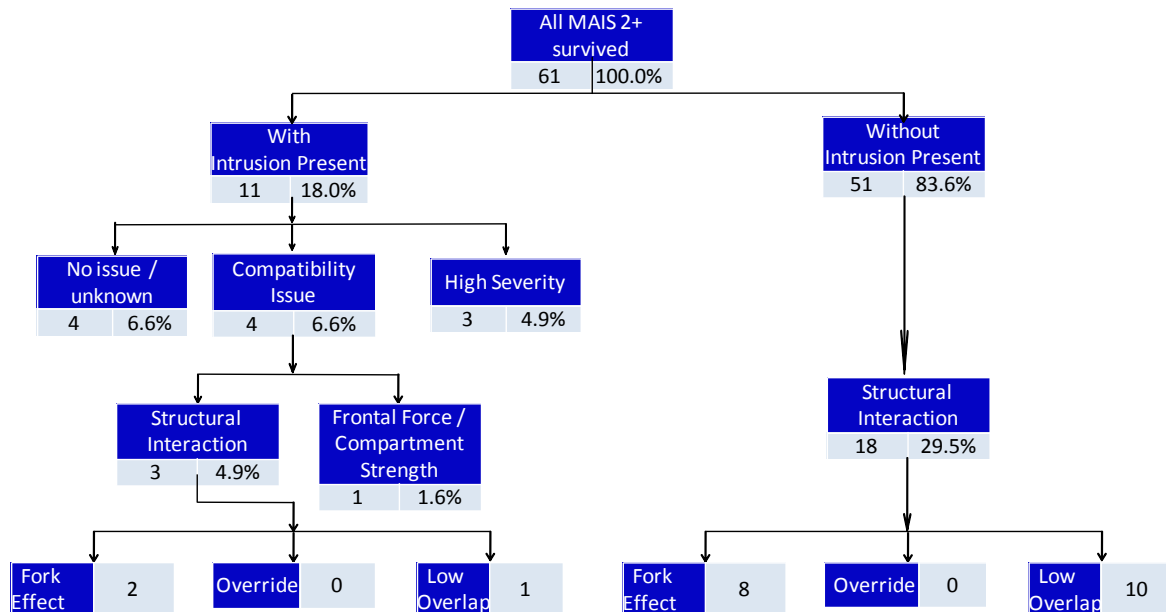 All MAIS 2+
survived
61 100.0%
With
Intrusion Present
11 18.0%
Without
Intrusion Present
51 83.6%
No issue /
unknown
4 6.6%
Compatibility
Issue
4 6.6%
High Severity
3 4.9%
Structural
Interaction
3 4.9%
Frontal Force /
Compartment
Strength
1 1.6%
Structural
Interaction
18 29.5%
Fork
Effect
2
Override
0
Low
Overlap
1
Fork
Effect
8
Override
0
Low
Overlap
10